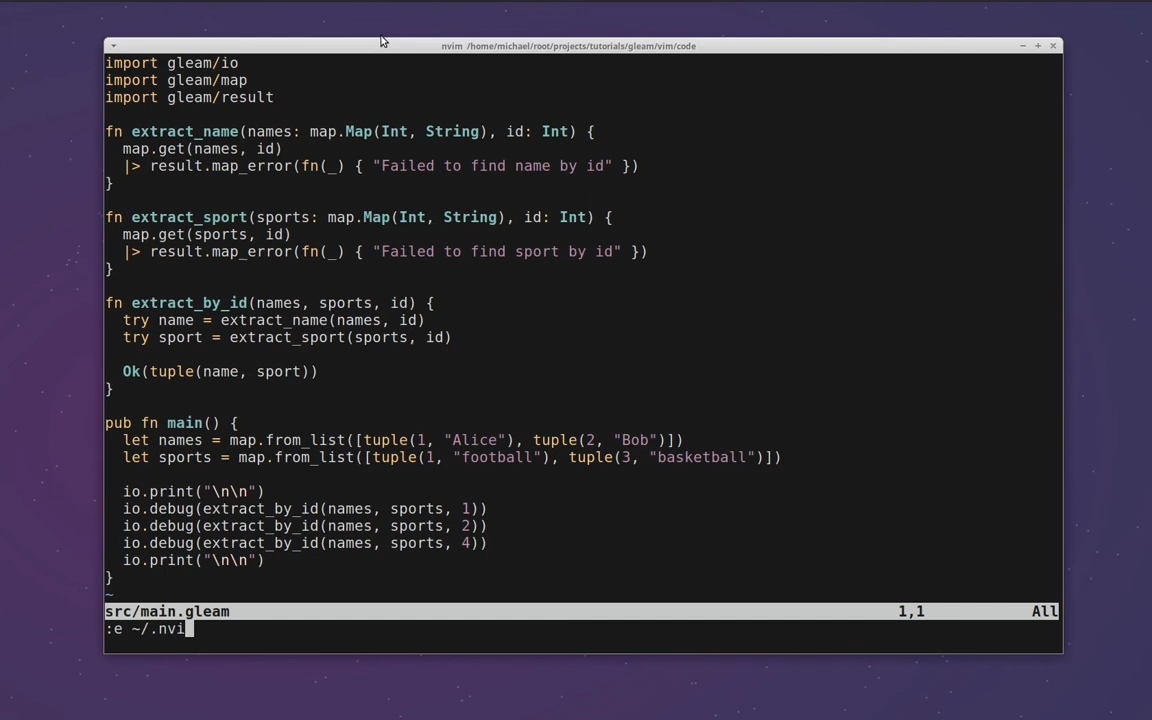 nvim /home/michael/root/projects/tutorials/gleam/vim/code
import gleam/io
import gleam/map
import gleam/result
fn extract_name(names: map.Map(Int, String), id: Int) {
  map.get(names, id)
  |> result.map_error(fn(_) { "Failed to find name by id" })
}
fn extract_sport(sports: map.Map(Int, String), id: Int) {
  map.get(sports, id)
  |> result.map_error(fn(_) { "Failed to find sport by id" })
}
fn extract_by_id(names, sports, id) {
  try name = extract_name(names, id)
  try sport = extract_sport(sports, id)
  Ok(tuple(name, sport))
}
pub fn main() {
  let names = map.from_list([tuple(1, "Alice"), tuple(2, "Bob")])
  let sports = map.from_list([tuple(1, "football"), tuple(3, "basketball")])
  io.print("\n\n")
  io.debug(extract_by_id(names, sports, 1))
  io.debug(extract_by_id(names, sports, 2))
  io.debug(extract_by_id(names, sports, 4))
  io.print("\n\n")
}
~
src/main.gleam 1,1 All
:e ~/.nvi